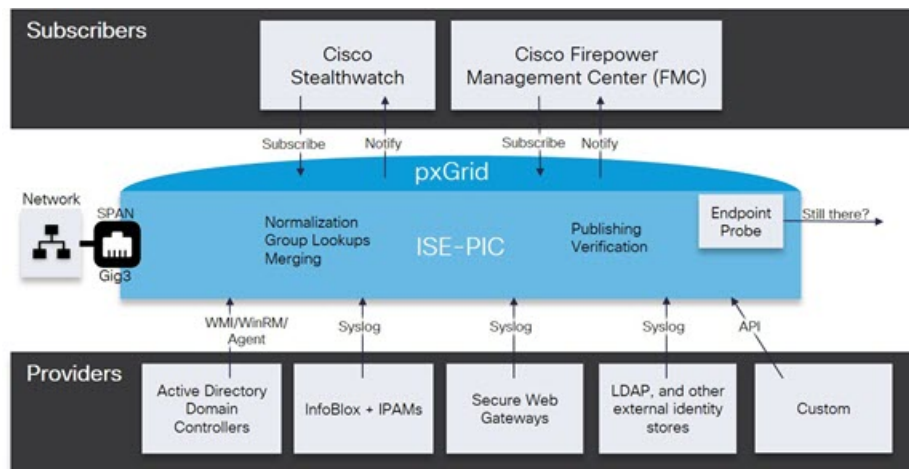 Subscribers
Cisco
Stealthwatch
Cisco Firepower
Management Center (FMC)
Subscribe
Notify
Subscribe
Notify
pxGrid
Network
SPAN
Gig3
Normalization
Group Lookups
Merging
ISE-PIC
Publishing
Verification
Endpoint
Probe
Still there?
WMI/WinRM/
Agent
Syslog
Syslog
Syslog
API
Providers
Active Directory
Domain
Controllers
InfoBlox + IPAMs
Secure Web
Gateways
LDAP, and other
external identity
stores
Custom